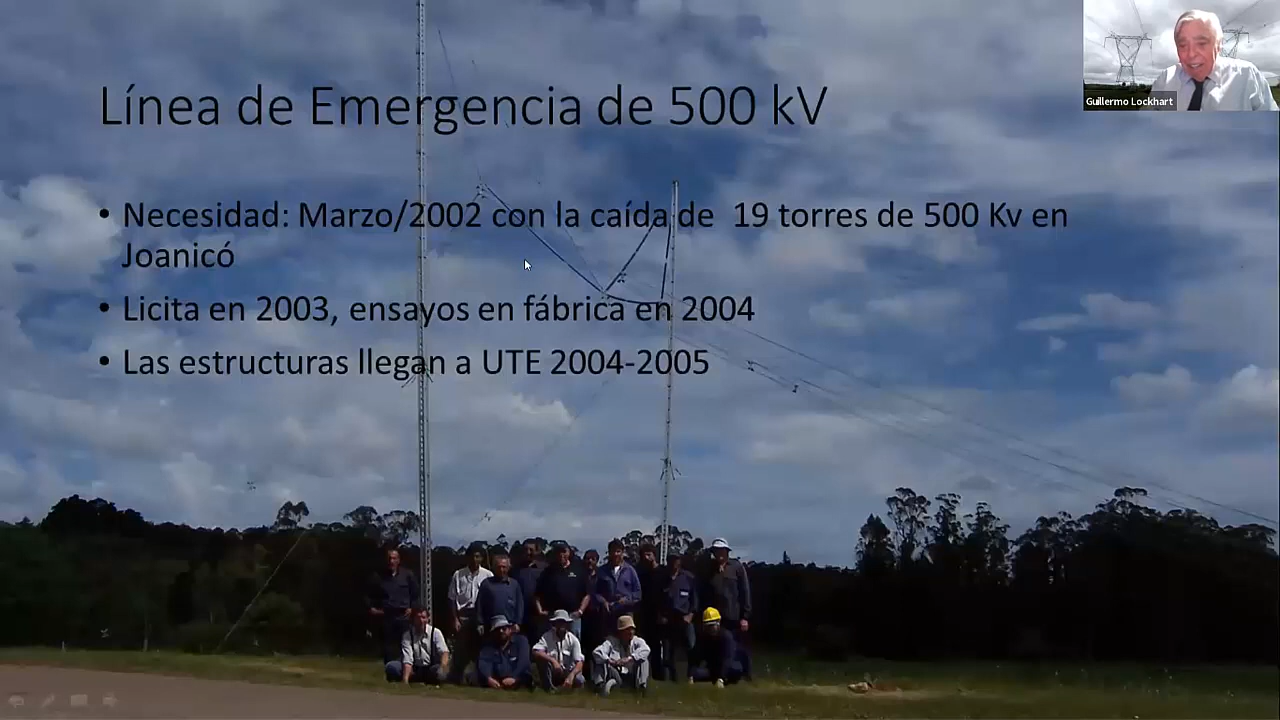 Línea de Emergencia de 500 kV
• Necesidad: Marzo/2002 con la caída de 19 torres de 500 Kv en
Joanicó
• Licita en 2003, ensayos en fábrica en 2004
• Las estructuras llegan a UTE 2004-2005
Guillermo Lockhart